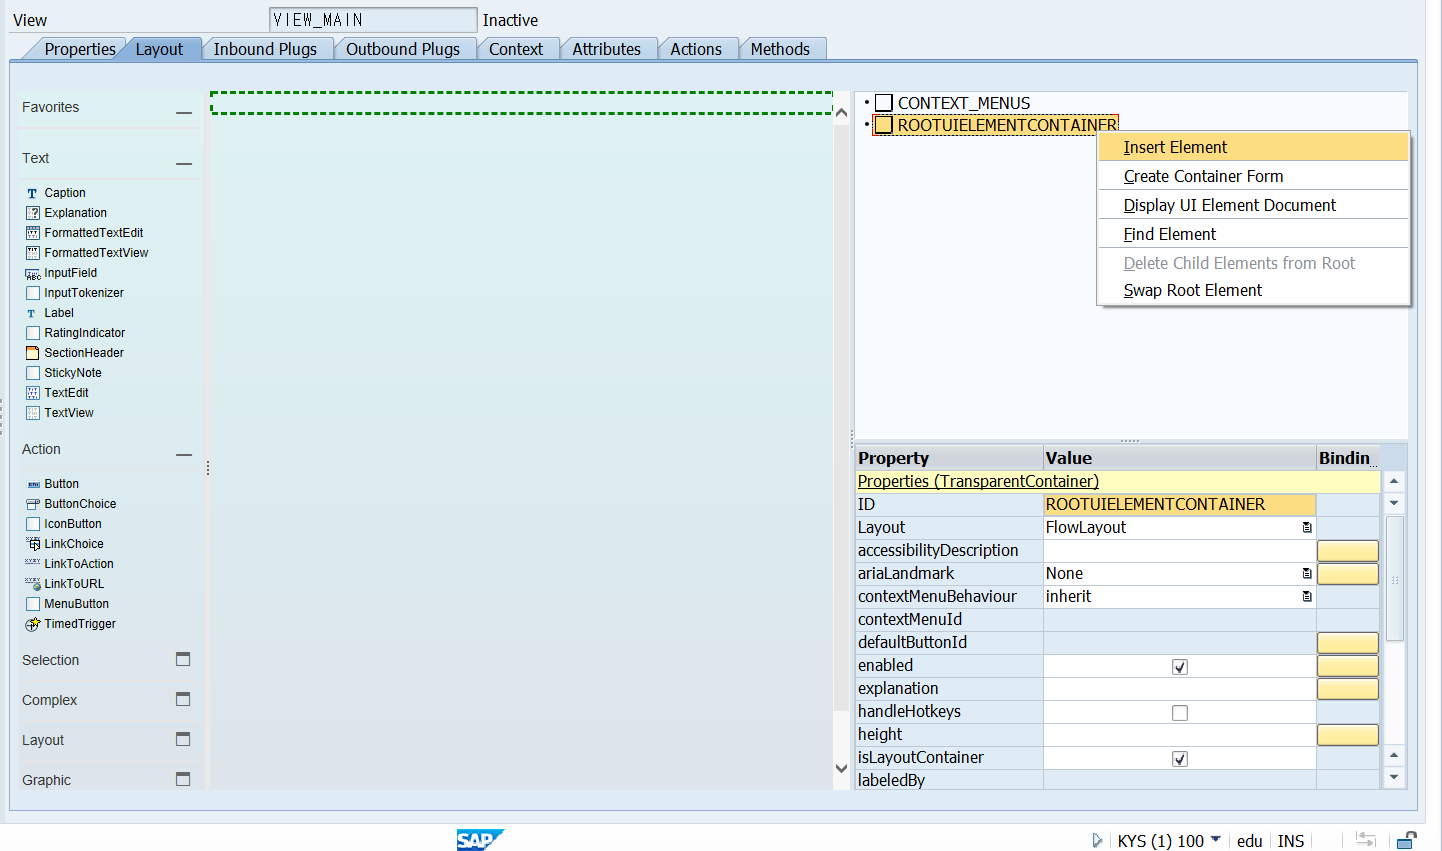 View VIEW_MAIN Inactive
Properties Layout Inbound Plugs Outbound Plugs Context Attributes Actions Methods
Favorites
Text
Caption
Explanation
FormattedTextEdit
FormattedTextView
InputField
InputTokenizer
Label
RatingIndicator
SectionHeader
StickyNote
TextEdit
TextView
Action
Button
ButtonChoice
IconButton
LinkChoice
LinkToAction
LinkToURL
MenuButton
TimedTrigger
Selection
Complex
Layout
Graphic
CONTEXT_MENUS
ROOTUIELEMENTCONTAINER
Insert Element
Create Container Form
Display UI Element Document
Find Element
Delete Child Elements from Root
Swap Root Element
Property Value Bindin...
Properties (TransparentContainer)
ID ROOTUIELEMENTCONTAINER
Layout FlowLayout
accessibilityDescription
ariaLandmark None
contextMenuBehaviour inherit
contextMenuId
defaultButtonId
enabled
explanation
handleHotkeys
height
isLayoutContainer
labeledBy
SAP KYS (1) 100 edu INS